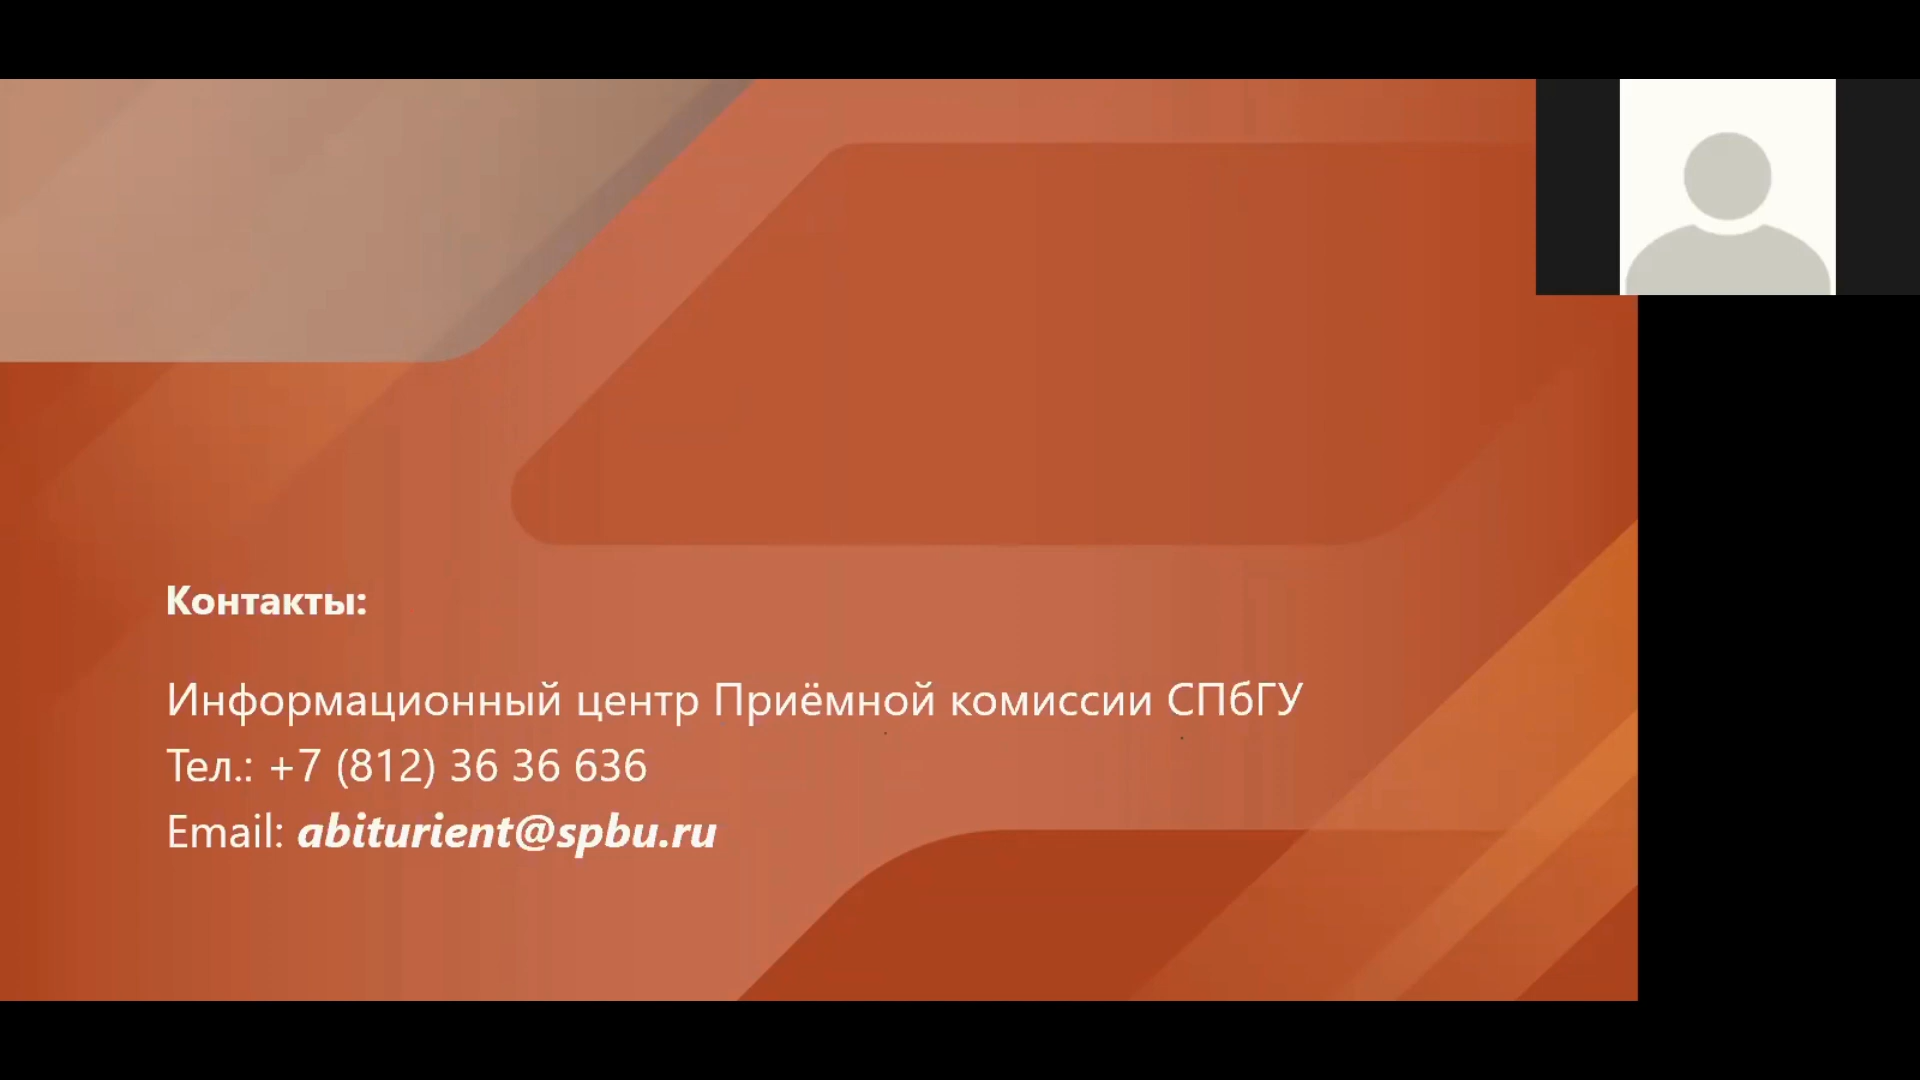 Контакты:
Информационный центр Приёмной комиссии СПбГУ
Тел.: +7 (812) 36 36 636
Email: abiturient@spbu.ru